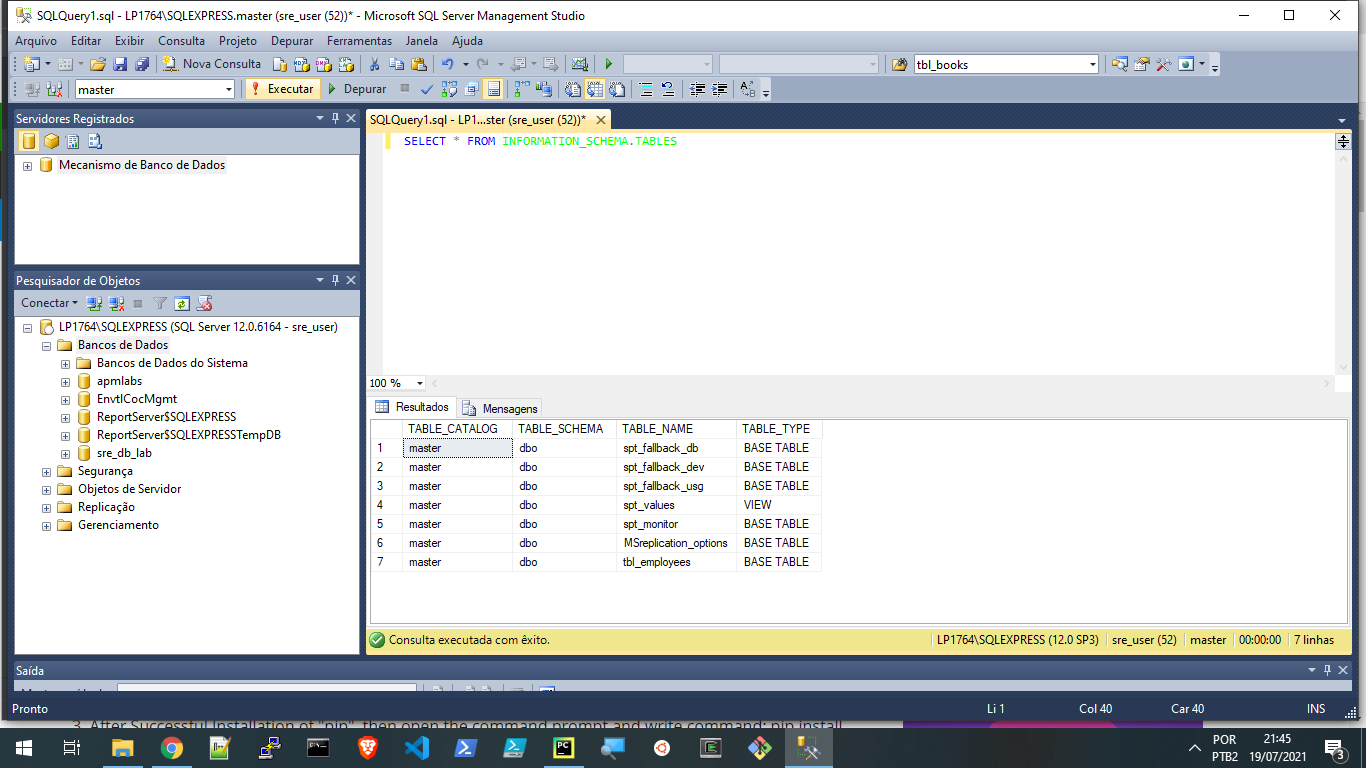 SQLQuery1.sql - LP1764\SQLEXPRESS.master (sre_user (52))* - Microsoft SQL Server Management Studio
Arquivo Editar Exibir Consulta Projeto Depurar Ferramentas Janela Ajuda
Nova Consulta tbl_books
master Executar Depurar
Servidores Registrados
Mecanismo de Banco de Dados
Pesquisador de Objetos
Conectar
LP1764\SQLEXPRESS (SQL Server 12.0.6164 - sre_user)
Bancos de Dados
Bancos de Dados do Sistema
apmlabs
EnvtlCocMgmt
ReportServer$SQLEXPRESS
ReportServer$SQLEXPRESSTempDB
sre_db_lab
Segurança
Objetos de Servidor
Replicação
Gerenciamento
SQLQuery1.sql - LP1...ster (sre_user (52))*
SELECT * FROM INFORMATION_SCHEMA.TABLES
100 %
Resultados Mensagens
TABLE_CATALOG TABLE_SCHEMA TABLE_NAME TABLE_TYPE
1 master dbo spt_fallback_db BASE TABLE
2 master dbo spt_fallback_dev BASE TABLE
3 master dbo spt_fallback_usg BASE TABLE
4 master dbo spt_values VIEW
5 master dbo spt_monitor BASE TABLE
6 master dbo MSreplication_options BASE TABLE
7 master dbo tbl_employees BASE TABLE
Consulta executada com êxito. LP1764\SQLEXPRESS (12.0 SP3) sre_user (52) master 00:00:00 7 linhas
Saída
Pronto Li 1 Col 40 Car 40 INS
3. After Successful Installation of "pip", then open the command prompt and write command: pip install
POR 21:45
PTB2 19/07/2021 3